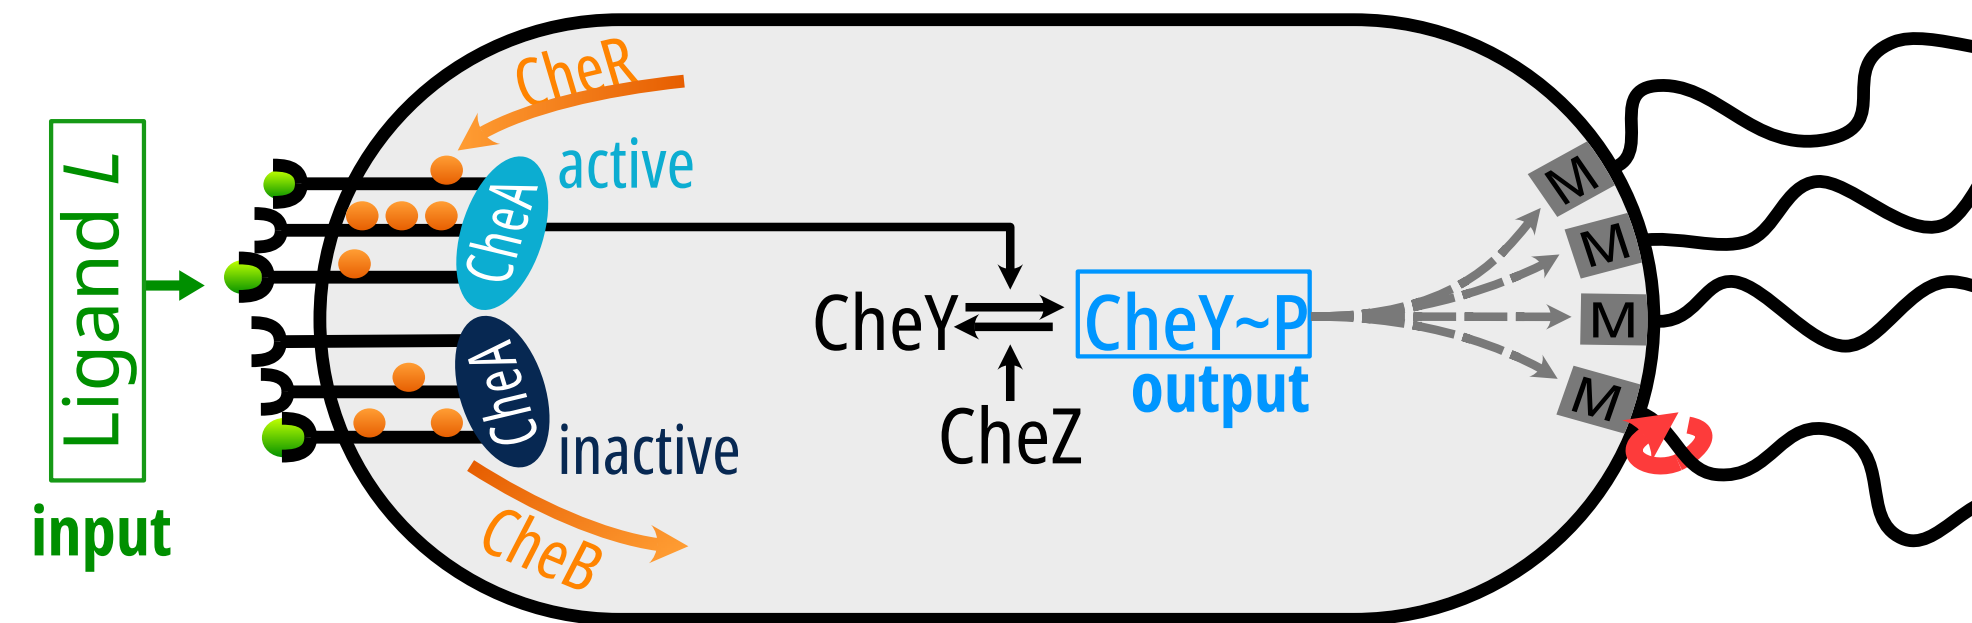 Ligand L
input
CheR
active
CheA
CheA
inactive
CheB
CheY
CheY~P
output
CheZ
M
M
M
M